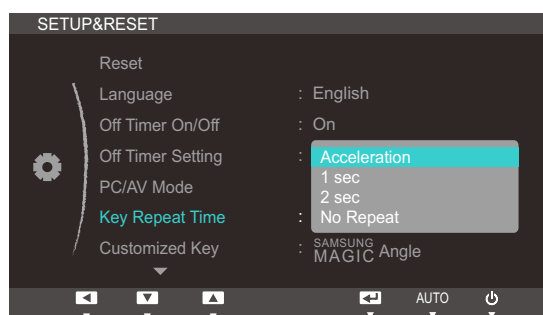 SETUP&RESET
Reset
Language : English
Off Timer On/Off : On
Off Timer Setting :
Acceleration
PC/AV Mode
1 sec
2 sec
Key Repeat Time : No Repeat
Customized Key : SAMSUNG MAGIC Angle
AUTO